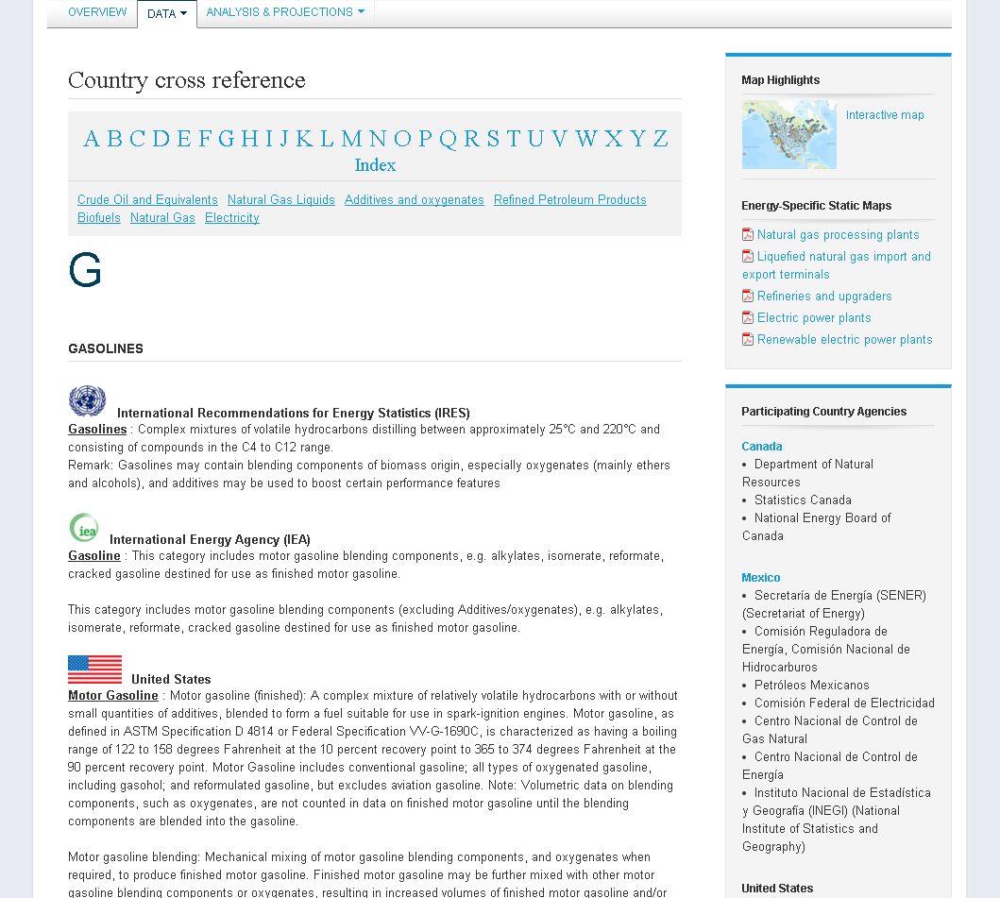 OVERVIEW DATA ANALYSIS & PROJECTIONS
Country cross reference
A B C D E F G H I J K L M N O P Q R S T U V W X Y Z
Index
Crude Oil and Equivalents Natural Gas Liquids Additives and oxygenates Refined Petroleum Products
Biofuels Natural Gas Electricity
G
GASOLINES
International Recommendations for Energy Statistics (IRES)
Gasolines : Complex mixtures of volatile hydrocarbons distilling between approximately 25°C and 220°C and
consisting of compounds in the C4 to C12 range.
Remark: Gasolines may contain blending components of biomass origin, especially oxygenates (mainly ethers
and alcohols), and additives may be used to boost certain performance features
iea
International Energy Agency (IEA)
Gasoline : This category includes motor gasoline blending components, e.g. alkylates, isomerate, reformate,
cracked gasoline destined for use as finished motor gasoline.
This category includes motor gasoline blending components (excluding Additives/oxygenates), e.g. alkylates,
isomerate, reformate, cracked gasoline destined for use as finished motor gasoline.
United States
Motor Gasoline : Motor gasoline (finished): A complex mixture of relatively volatile hydrocarbons with or without
small quantities of additives, blended to form a fuel suitable for use in spark-ignition engines. Motor gasoline, as
defined in ASTM Specification D 4814 or Federal Specification VV-G-1690C, is characterized as having a boiling
range of 122 to 158 degrees Fahrenheit at the 10 percent recovery point to 365 to 374 degrees Fahrenheit at the
90 percent recovery point. Motor Gasoline includes conventional gasoline; all types of oxygenated gasoline,
including gasohol; and reformulated gasoline, but excludes aviation gasoline. Note: Volumetric data on blending
components, such as oxygenates, are not counted in data on finished motor gasoline until the blending
components are blended into the gasoline.
Motor gasoline blending: Mechanical mixing of motor gasoline blending components, and oxygenates when
required, to produce finished motor gasoline. Finished motor gasoline may be further mixed with other motor
gasoline blending components or oxygenates, resulting in increased volumes of finished motor gasoline and/or
Map Highlights
Interactive map
Energy-Specific Static Maps
Natural gas processing plants
Liquefied natural gas import and
export terminals
Refineries and upgraders
Electric power plants
Renewable electric power plants
Participating Country Agencies
Canada
• Department of Natural
Resources
• Statistics Canada
• National Energy Board of
Canada
Mexico
• Secretaría de Energía (SENER)
(Secretariat of Energy)
• Comisión Reguladora de
Energía, Comisión Nacional de
Hidrocarburos
• Petróleos Mexicanos
• Comisión Federal de Electricidad
• Centro Nacional de Control de
Gas Natural
• Centro Nacional de Control de
Energía
• Instituto Nacional de Estadística
y Geografía (INEGI) (National
Institute of Statistics and
Geography)
United States